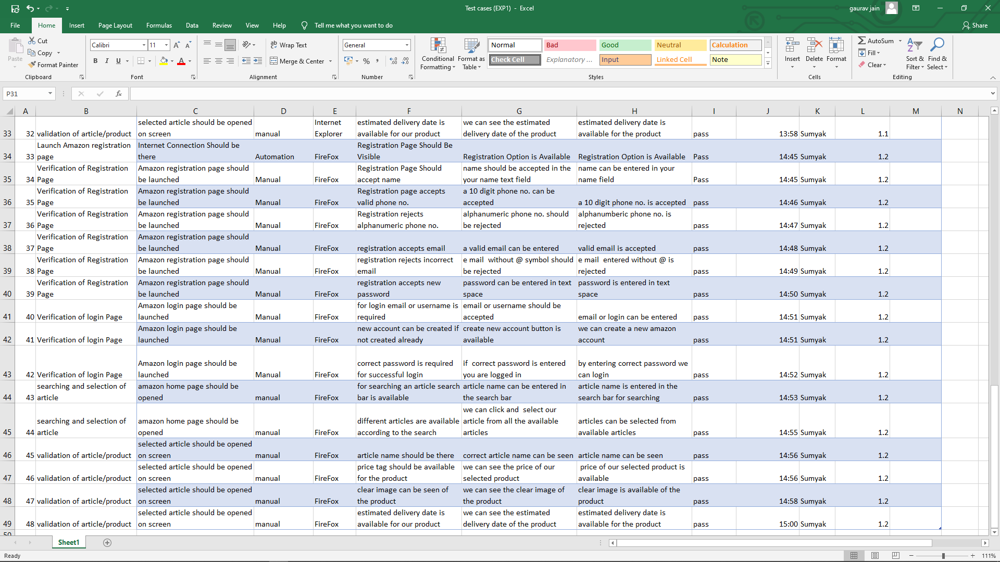 Test cases (EXP1) - Excel
gaurav jain
File Home Insert Page Layout Formulas Data Review View Help Tell me what you want to do Share
Paste Cut Copy Format Painter Clipboard
Calibri 11 B I U Font
Wrap Text Merge & Center Alignment
General % Number
Conditional Formatting Format as Table
Normal Bad Good Neutral Calculation
Check Cell Explanatory ... Input Linked Cell Note
Styles
Insert Delete Format Cells
AutoSum Fill Clear Sort & Filter Find & Select Editing
P31 fx
A B C D E F G H I J K L M N
33 32 validation of article/product selected article should be opened on screen manual Internet Explorer estimated delivery date is available for our product we can see the estimated delivery date of the product estimated delivery date is available for the product pass 13:58 Sumyak 1.1
34 33 Launch Amazon registration page Internet Connection Should be there Automation FireFox Registration Page Should Be Visible Registration Option is Available Registration Option is Available Pass 14:45 Sumyak 1.2
35 34 Verification of Registration Page Amazon registration page should be launched Manual FireFox Registration Page Should accept name name should be accepted in the your name text field name can be entered in your name field Pass 14:45 Sumyak 1.2
36 35 Verification of Registration Page Amazon registration page should be launched Manual FireFox Registration page accepts valid phone no. a 10 digit phone no. can be accepted a 10 digit phone no. is accepted pass 14:46 Sumyak 1.2
37 36 Verification of Registration Page Amazon registration page should be launched Manual FireFox Registration rejects alphanumeric phone no. alphanumeric phone no. should be rejected alphanumberic phone no. is rejected pass 14:47 Sumyak 1.2
38 37 Verification of Registration Page Amazon registration page should be launched Manual FireFox registration accepts email a valid email can be entered valid email is accepted pass 14:48 Sumyak 1.2
39 38 Verification of Registration Page Amazon registration page should be launched Manual FireFox registration rejects incorrect email e mail without @ symbol should be rejected e mail entered without @ is rejected pass 14:49 Sumyak 1.2
40 39 Verification of Registration Page Amazon registration page should be launched Manual FireFox registration accepts new password password can be entered in text space password is entered in text space pass 14:50 Sumyak 1.2
41 40 Verification of login Page Amazon login page should be launched Manual FireFox for login email or username is required email or username should be accepted email or login can be entered pass 14:51 Sumyak 1.2
42 41 Verification of login Page Amazon login page should be launched Manual FireFox new account can be created if not created already create new account button is available we can create a new amazon account pass 14:51 Sumyak 1.2
43 42 Verification of login Page Amazon login page should be launched Manual FireFox correct password is required for successful login if correct password is entered you are logged in by entering correct password we can login pass 14:52 Sumyak 1.2
44 43 searching and selection of article amazon home page should be opened manual FireFox for searching an article search bar is available article name can be entered in the search bar article name is entered in the search bar for searching pass 14:53 Sumyak 1.2
45 44 searching and selection of article amazon home page should be opened manual FireFox different articles are available according to the search we can click and select our article from all the available articles articles can be selected from available articles pass 14:55 Sumyak 1.2
46 45 validation of article/product selected article should be opened on screen manual FireFox article name should be there correct article name can be seen article name can be seen pass 14:56 Sumyak 1.2
47 46 validation of article/product selected article should be opened on screen manual FireFox price tag should be available for the product we can see the price of our selected product price of our selected product is available pass 14:56 Sumyak 1.2
48 47 validation of article/product selected article should be opened on screen manual FireFox clear image can be seen of the product we can see the clear image of the product clear image is available of the product pass 14:58 Sumyak 1.2
49 48 validation of article/product selected article should be opened on screen manual FireFox estimated delivery date is available for our product we can see the estimated delivery date of the product estimated delivery date is available for the product pass 15:00 Sumyak 1.2
50
Sheet1
Ready 111%